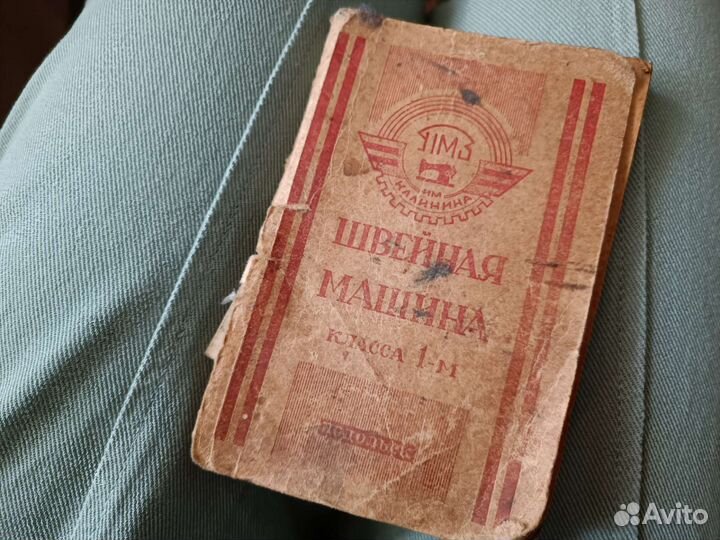 ПМЗ
ИМ
КАЛИНИНА
ШВЕЙНАЯ
МАШИНА
КЛАССА 1-М
Avito